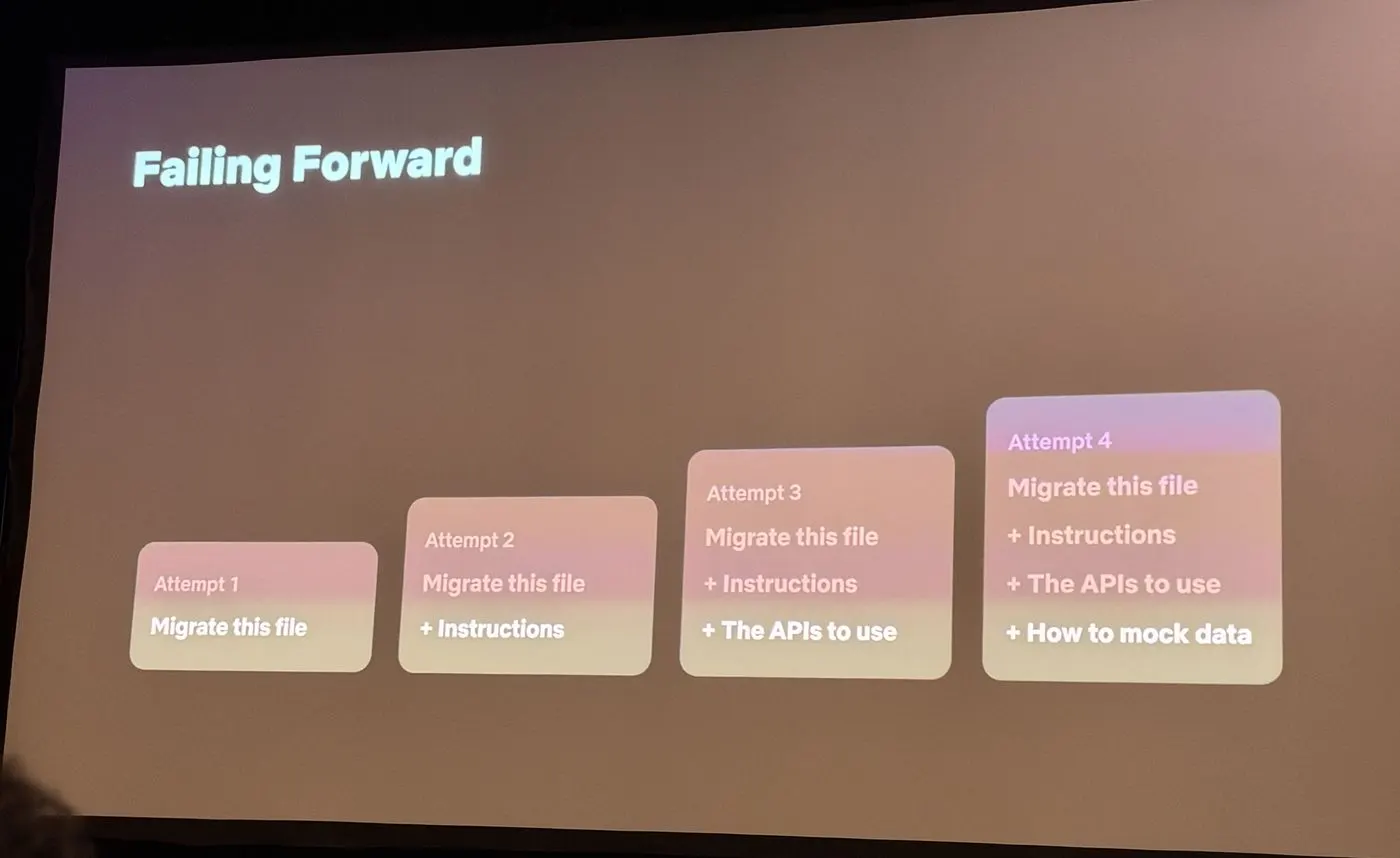 Failing Forward
Attempt 1
Migrate this file
Attempt 2
Migrate this file
+ Instructions
Attempt 3
Migrate this file
+ Instructions
+ The APIs to use
Attempt 4
Migrate this file
+ Instructions
+ The APIs to use
+ How to mock data